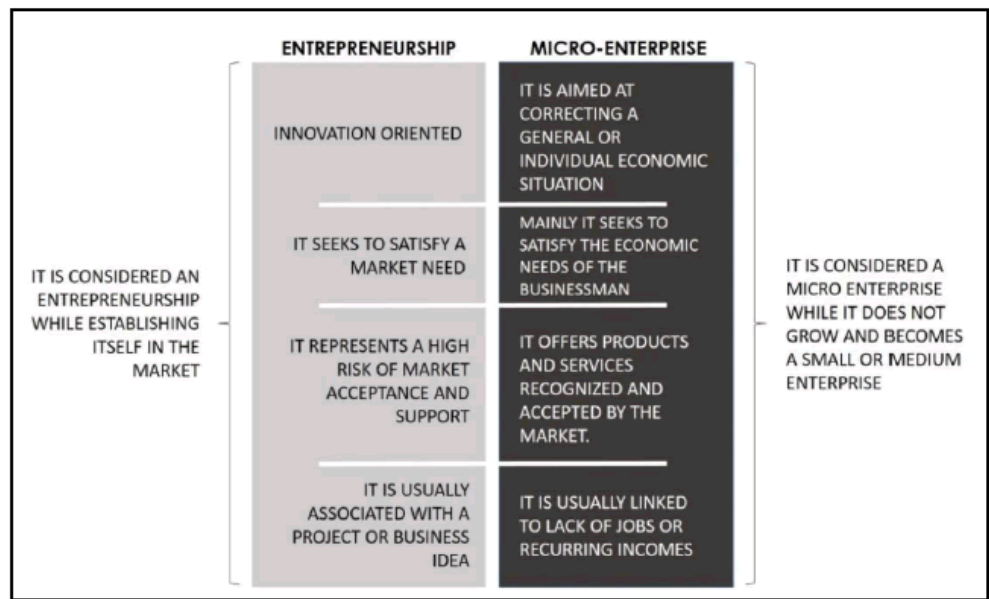 ENTREPRENEURSHIP
MICRO-ENTERPRISE
IT IS CONSIDERED AN
ENTREPRENEURSHIP
WHILE ESTABLISHING
ITSELF IN THE
MARKET
INNOVATION ORIENTED
IT IS AIMED AT
CORRECTING A
GENERAL OR
INDIVIDUAL ECONOMIC
SITUATION
IT SEEKS TO SATISFY A
MARKET NEED
MAINLY IT SEEKS TO
SATISFY THE ECONOMIC
NEEDS OF THE
BUSINESSMAN
IT REPRESENTS A HIGH
RISK OF MARKET
ACCEPTANCE AND
SUPPORT
IT OFFERS PRODUCTS
AND SERVICES
RECOGNIZED AND
ACCEPTED BY THE
MARKET.
IT IS USUALLY
ASSOCIATED WITH A
PROJECT OR BUSINESS
IDEA
IT IS USUALLY LINKED
TO LACK OF JOBS OR
RECURRING INCOMES
IT IS CONSIDERED A
MICRO ENTERPRISE
WHILE IT DOES NOT
GROW AND BECOMES
A SMALL OR MEDIUM
ENTERPRISE